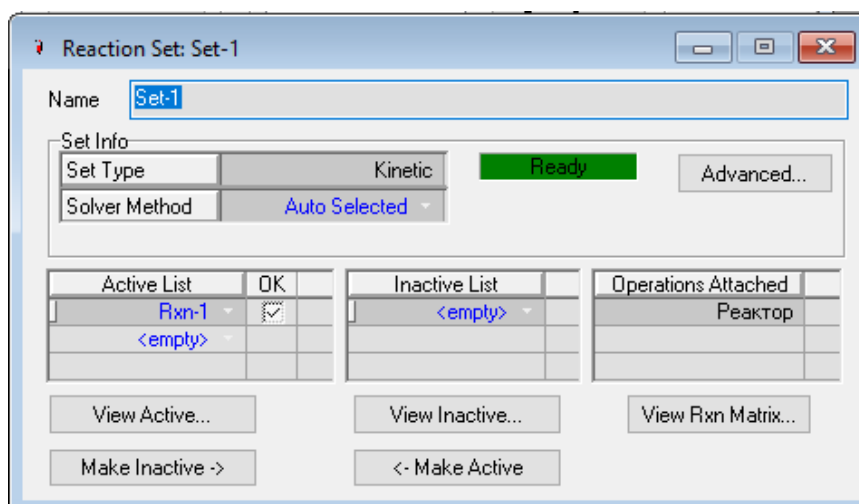 Reaction Set: Set-1
Name Set-1
Set Info
Set Type Kinetic Ready Advanced...
Solver Method Auto Selected
Active List OK Inactive List Operations Attached
Rxn-1 <empty> Реактор
<empty>
View Active... View Inactive... View Rxn Matrix...
Make Inactive -> <- Make Active